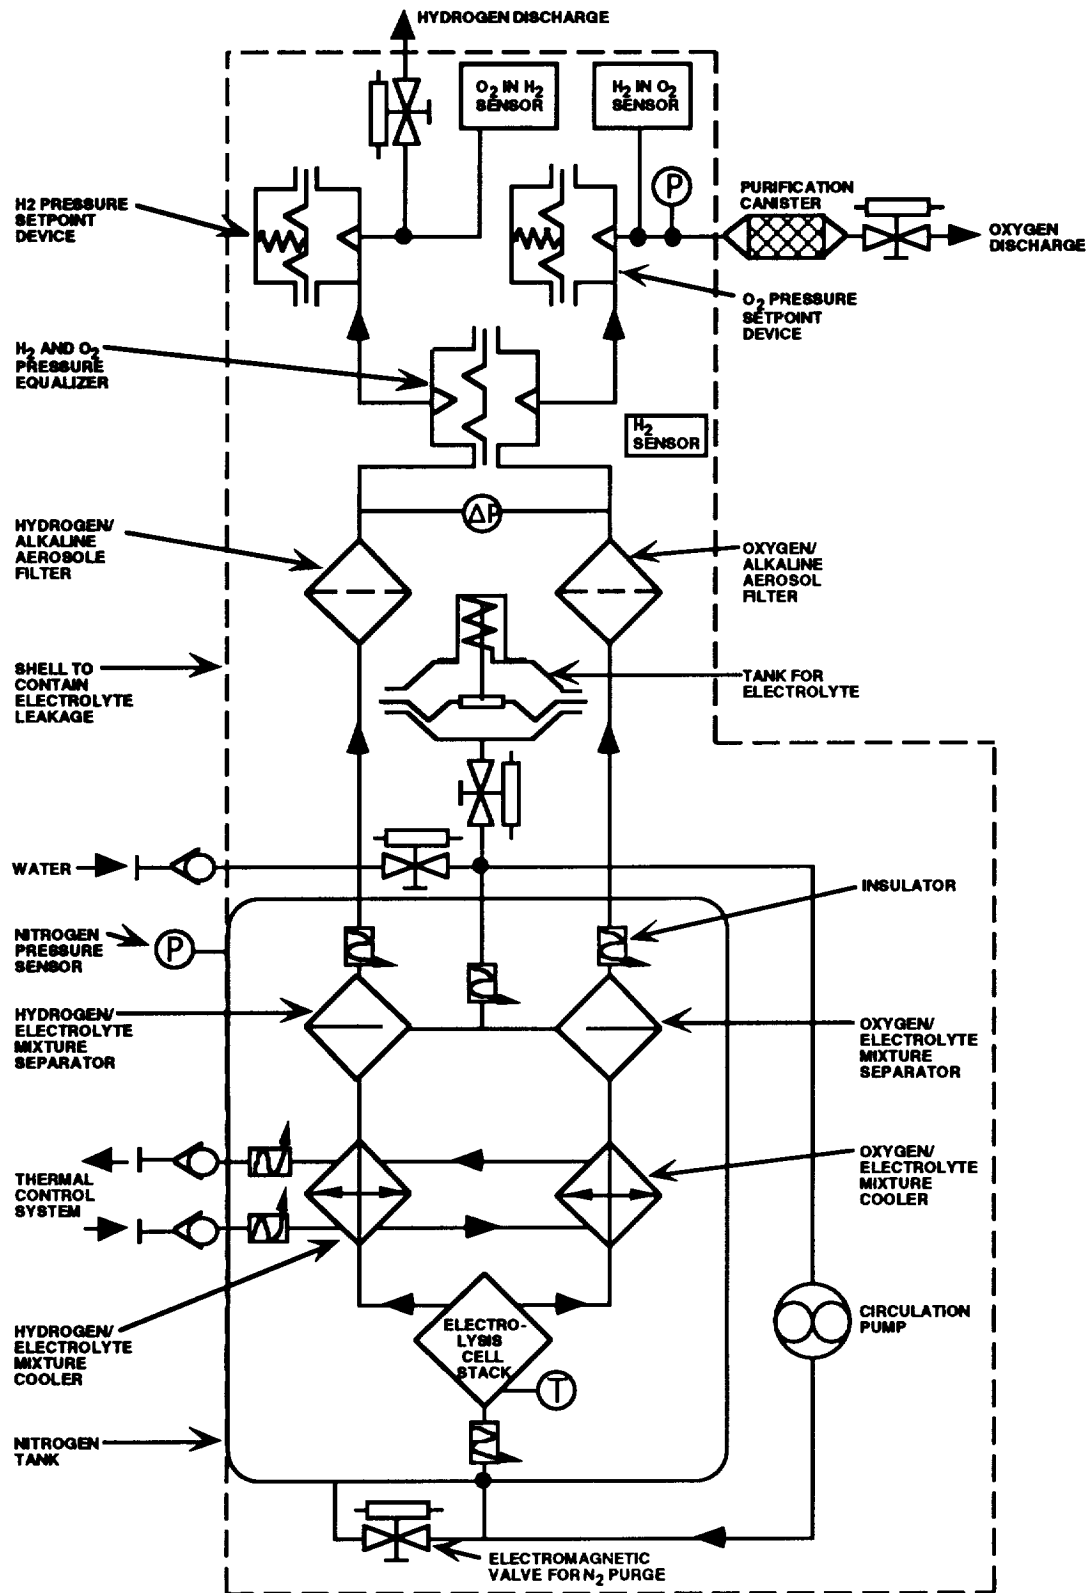 HYDROGEN DISCHARGE
O2 IN H2
SENSOR
H2 IN O2
SENSOR
P
PURIFICATION
CANISTER
H2 PRESSURE
SETPOINT
DEVICE
OXYGEN
DISCHARGE
O2 PRESSURE
SETPOINT
DEVICE
H2 AND O2
PRESSURE
EQUALIZER
H2
SENSOR
ΔP
HYDROGEN/
ALKALINE
AEROSOLE
FILTER
OXYGEN/
ALKALINE
AEROSOL
FILTER
SHELL TO
CONTAIN
ELECTROLYTE
LEAKAGE
TANK FOR
ELECTROLYTE
WATER
INSULATOR
NITROGEN
PRESSURE
SENSOR
P
HYDROGEN/
ELECTROLYTE
MIXTURE
SEPARATOR
OXYGEN/
ELECTROLYTE
MIXTURE
SEPARATOR
THERMAL
CONTROL
SYSTEM
OXYGEN/
ELECTROLYTE
MIXTURE
COOLER
HYDROGEN/
ELECTROLYTE
MIXTURE
COOLER
ELECTRO-
LYSIS
CELL
STACK
T
CIRCULATION
PUMP
NITROGEN
TANK
ELECTROMAGNETIC
VALVE FOR N2 PURGE